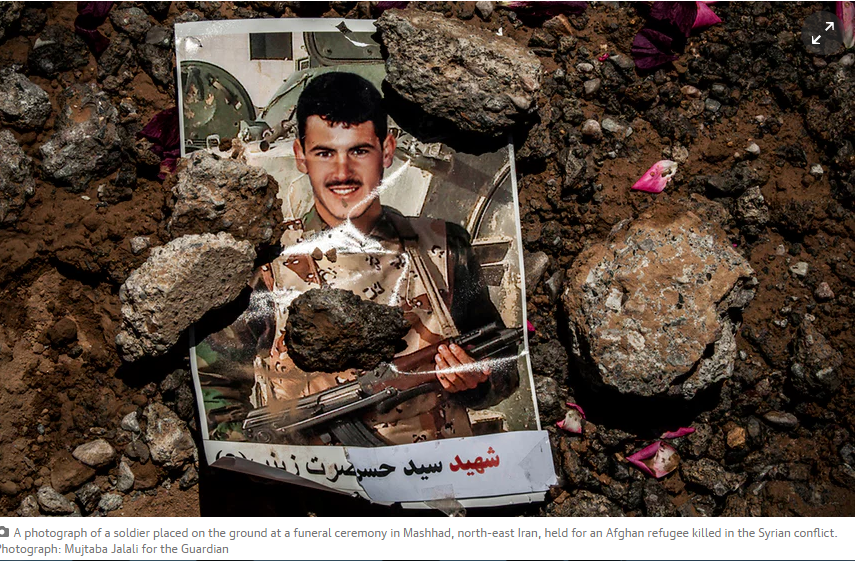 شهید سید
A photograph of a soldier placed on the ground at a funeral ceremony in Mashhad, north-east Iran, held for an Afghan refugee killed in the Syrian conflict.
Photograph: Mujtaba Jalali for the Guardian